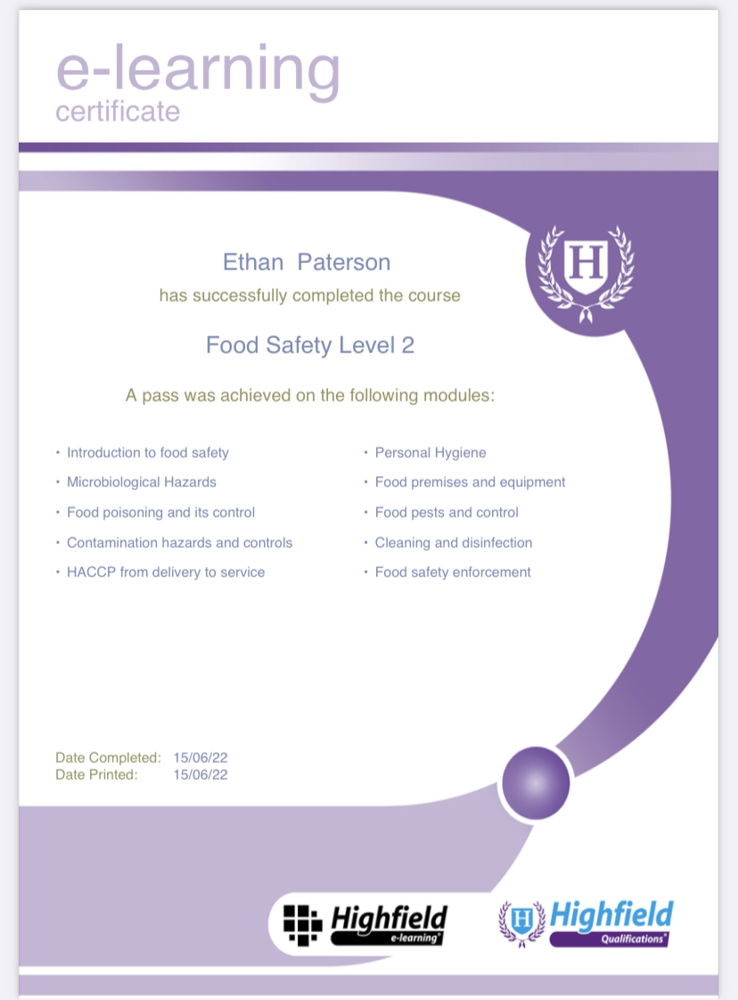 e-learning
certificate
H
Ethan  Paterson
has successfully completed the course
Food Safety Level 2
A pass was achieved on the following modules:
• Introduction to food safety
• Microbiological Hazards
• Food poisoning and its control
• Contamination hazards and controls
• HACCP from delivery to service
• Personal Hygiene
• Food premises and equipment
• Food pests and control
• Cleaning and disinfection
• Food safety enforcement
Date Completed: 15/06/22
Date Printed: 15/06/22
Highfield
e-learning®
H
Highfield
Qualifications®